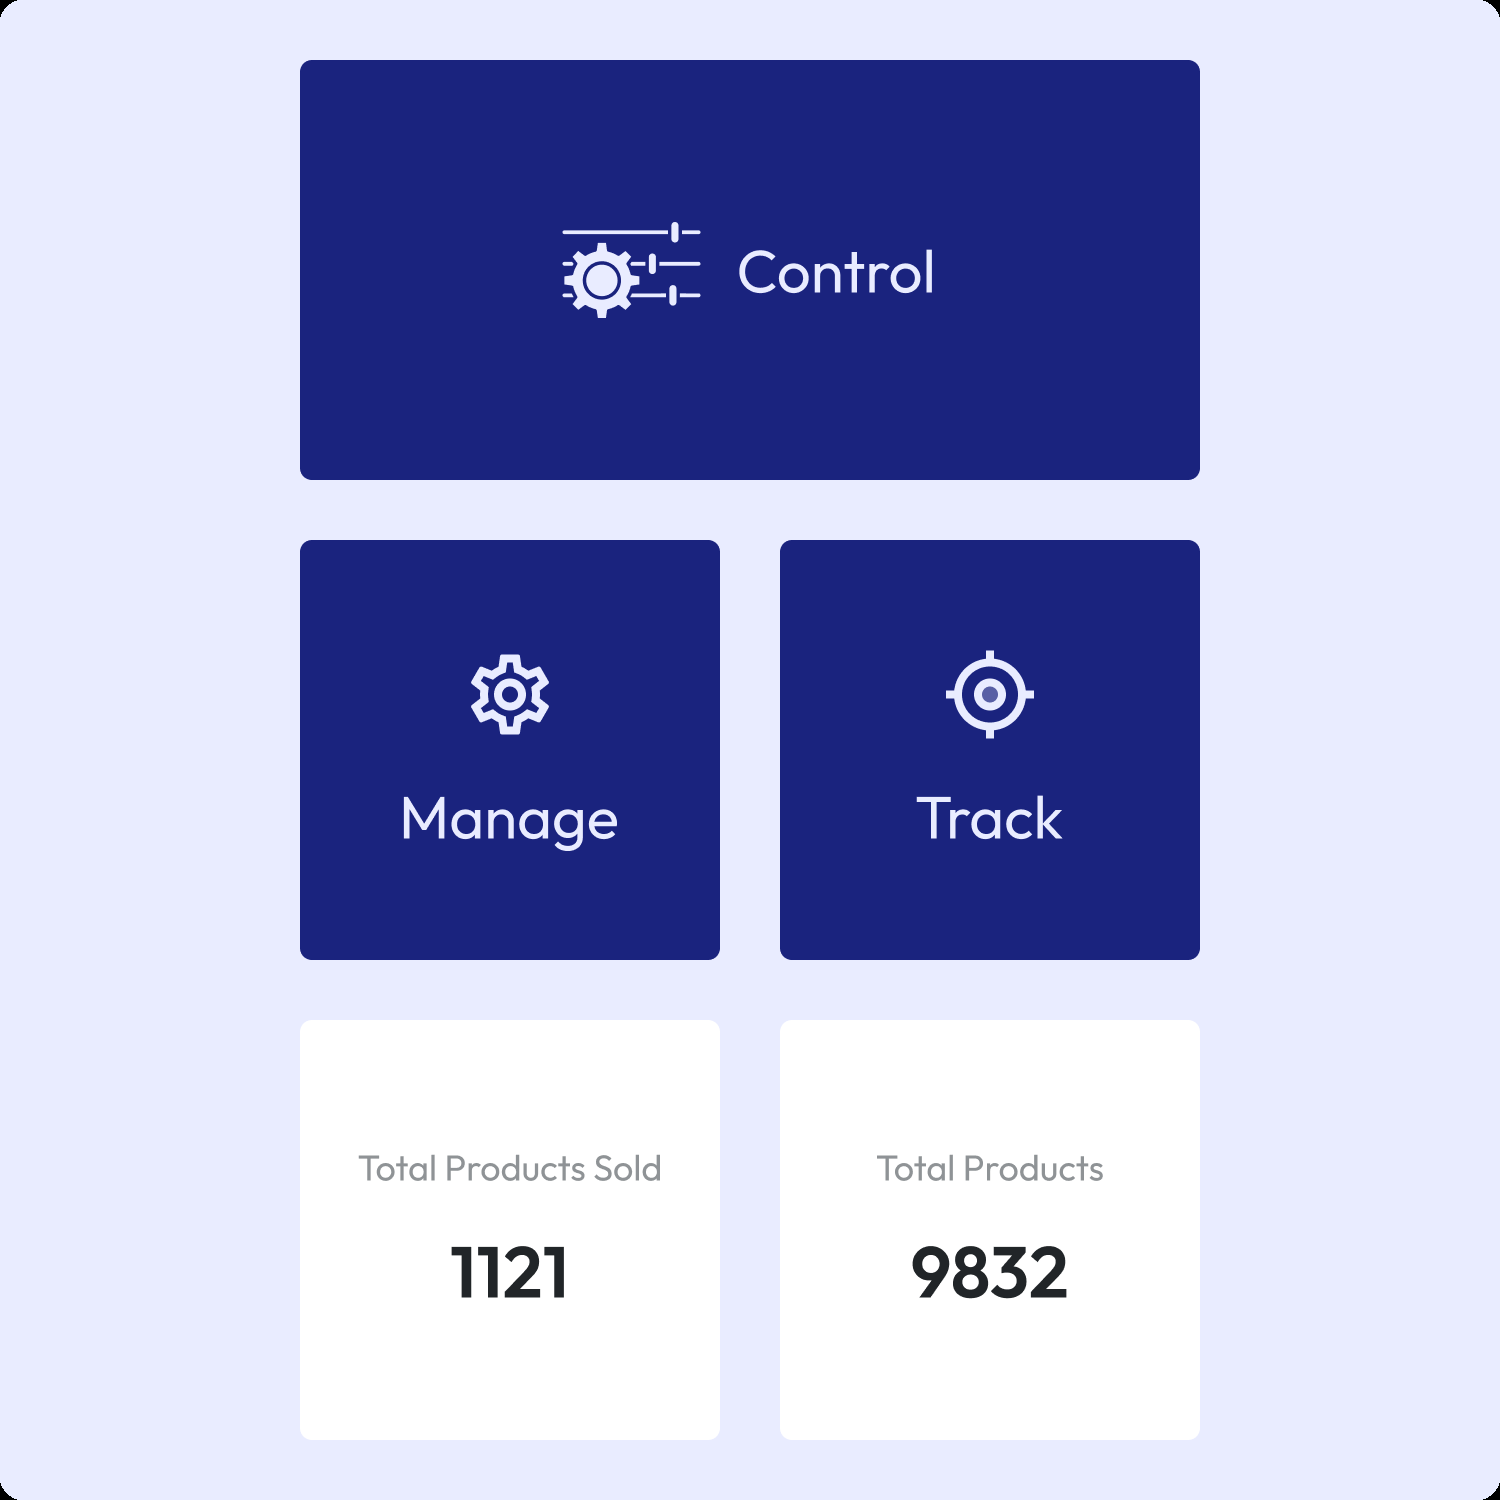 Control
Manage
Track
Total Products Sold
1121
Total Products
9832